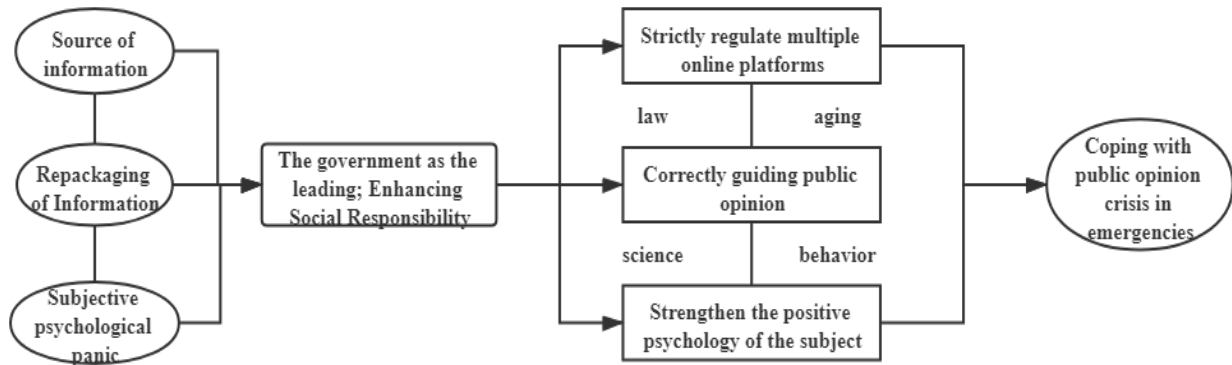 Source of
information
Repackaging
of Information
Subjective
psychological
panic
The government as the
leading; Enhancing
Social Responsibility
Strictly regulate multiple
online platforms
law
aging
Correctly guiding public
opinion
science
behavior
Strengthen the positive
psychology of the subject
Coping with
public opinion
crisis in
emergencies